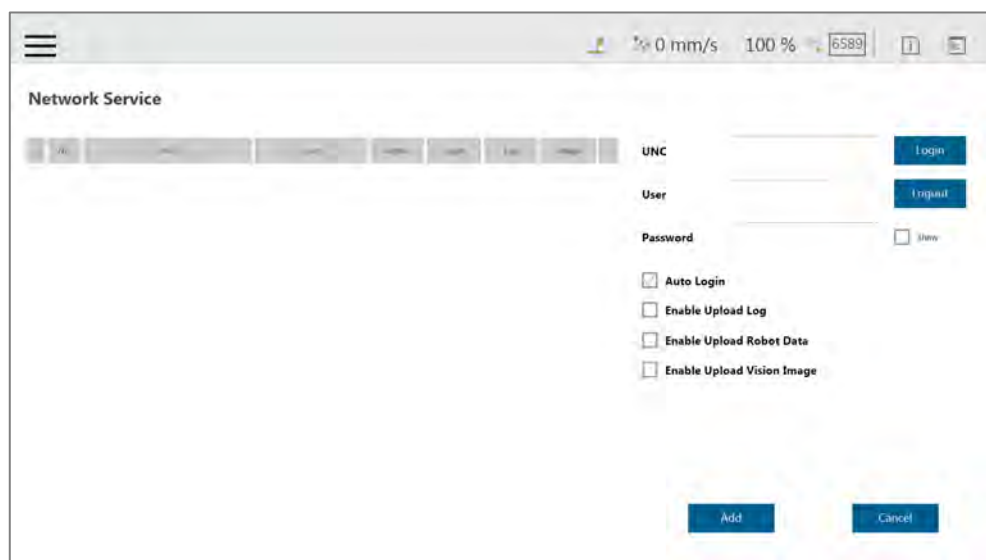 0 mm/s 100 % 6589
Network Service
UNC Login
User Logout
Password Show
Auto Login
Enable Upload Log
Enable Upload Robot Data
Enable Upload Vision Image
Add Cancel